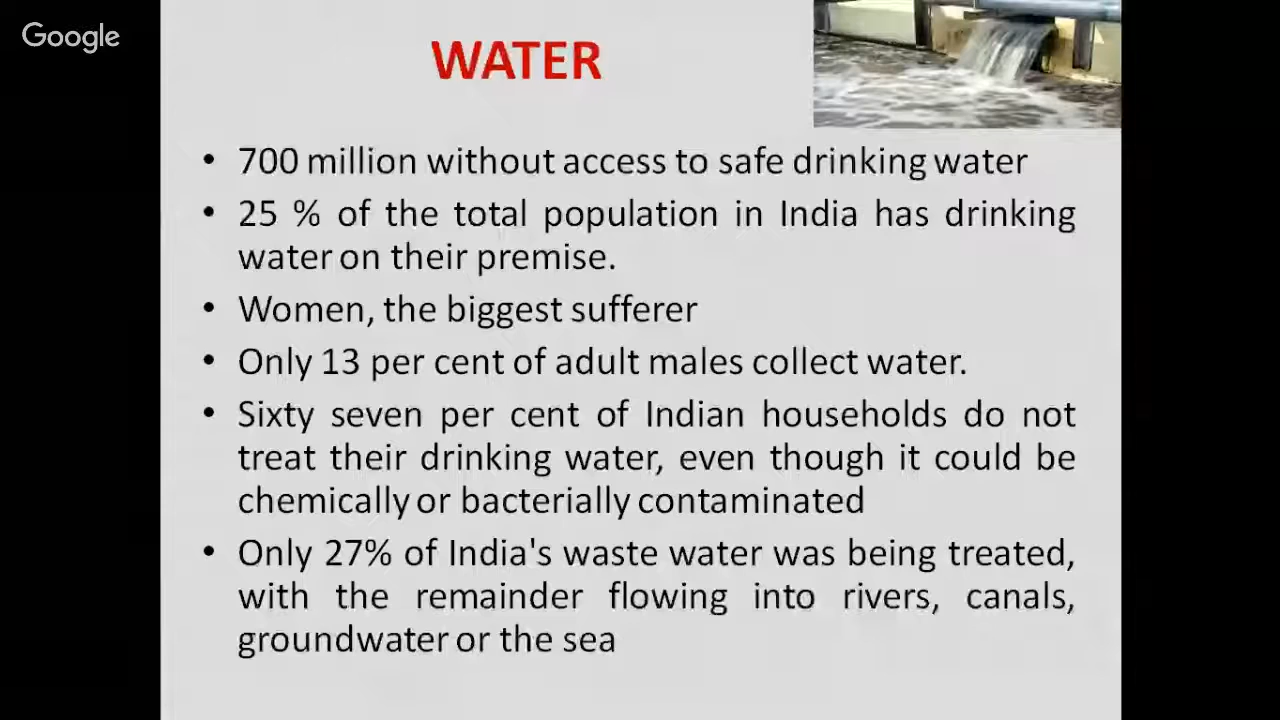 Google
WATER
• 700 million without access to safe drinking water
• 25 % of the total population in India has drinking
water on their premise.
• Women, the biggest sufferer
• Only 13 per cent of adult males collect water.
• Sixty seven per cent of Indian households do not
treat their drinking water, even though it could be
chemically or bacterially contaminated
• Only 27% of India's waste water was being treated,
with the remainder flowing into rivers, canals,
groundwater or the sea